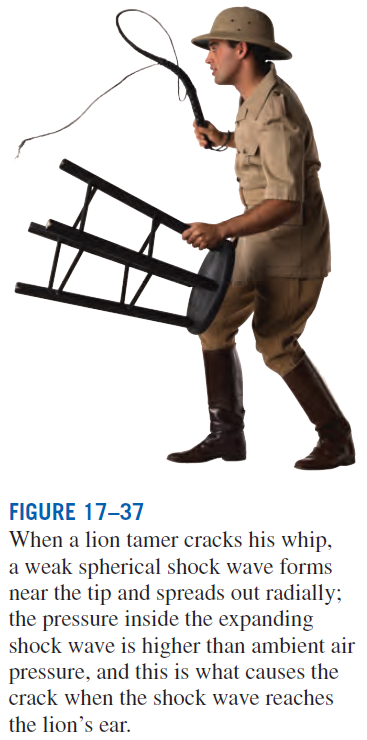 FIGURE 17–37
When a lion tamer cracks his whip,
a weak spherical shock wave forms
near the tip and spreads out radially;
the pressure inside the expanding
shock wave is higher than ambient air
pressure, and this is what causes the
crack when the shock wave reaches
the lion’s ear.